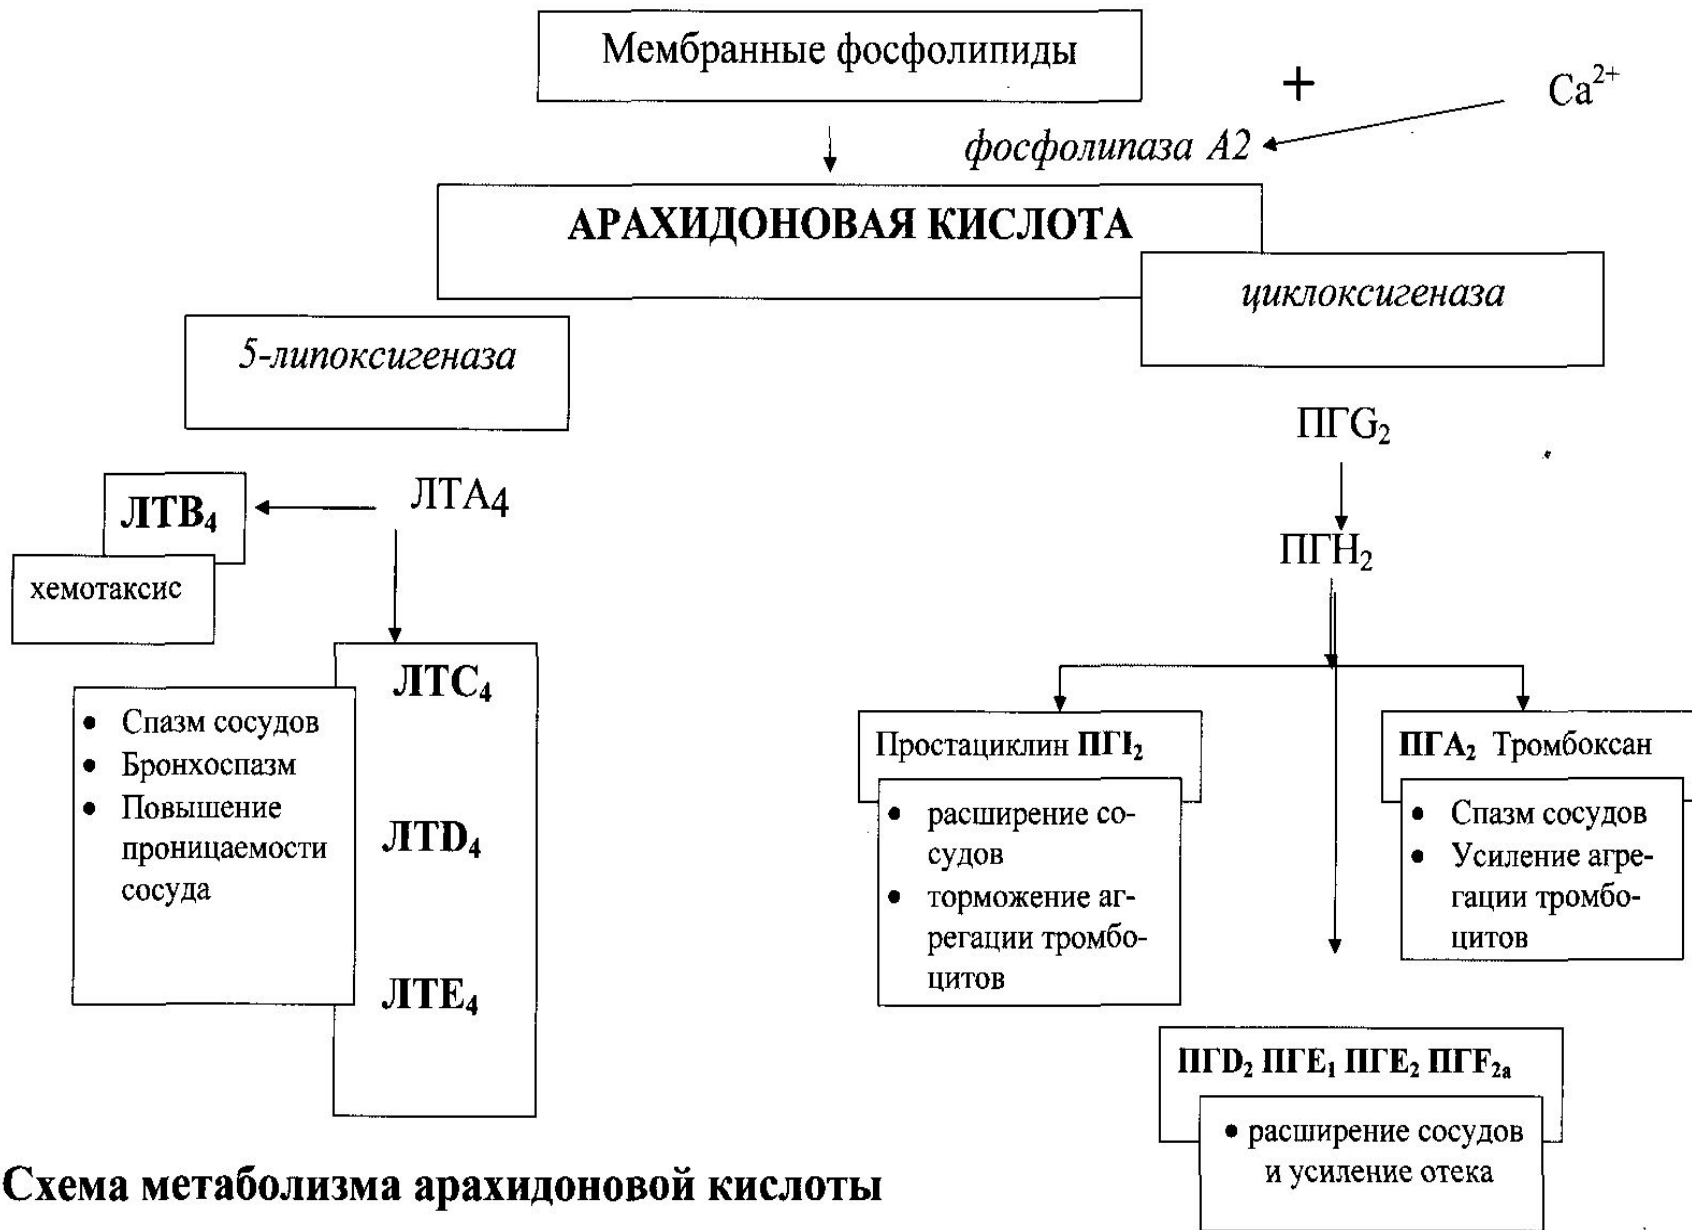 Мембранные фосфолипиды
+
Ca²⁺
фосфолипаза А2
АРАХИДОНОВАЯ КИСЛОТА
циклоксигеназа
5-липоксигеназа
ПГG₂
ЛТА₄
ЛТВ₄
хемотаксис
ПГН₂
ЛТС₄
• Спазм сосудов
• Бронхоспазм
• Повышение
проницаемости
сосуда
ЛТD₄
ЛТЕ₄
Простациклин ПГI₂
• расширение со-
судов
• торможение аг-
регации тромбо-
цитов
ПГА₂ Тромбоксан
• Спазм сосудов
• Усиление агре-
гации тромбо-
цитов
ПГD₂ ПГЕ₁ ПГЕ₂ ПГF₂ₐ
• расширение сосудов
и усиление отека
Схема метаболизма арахидоновой кислоты